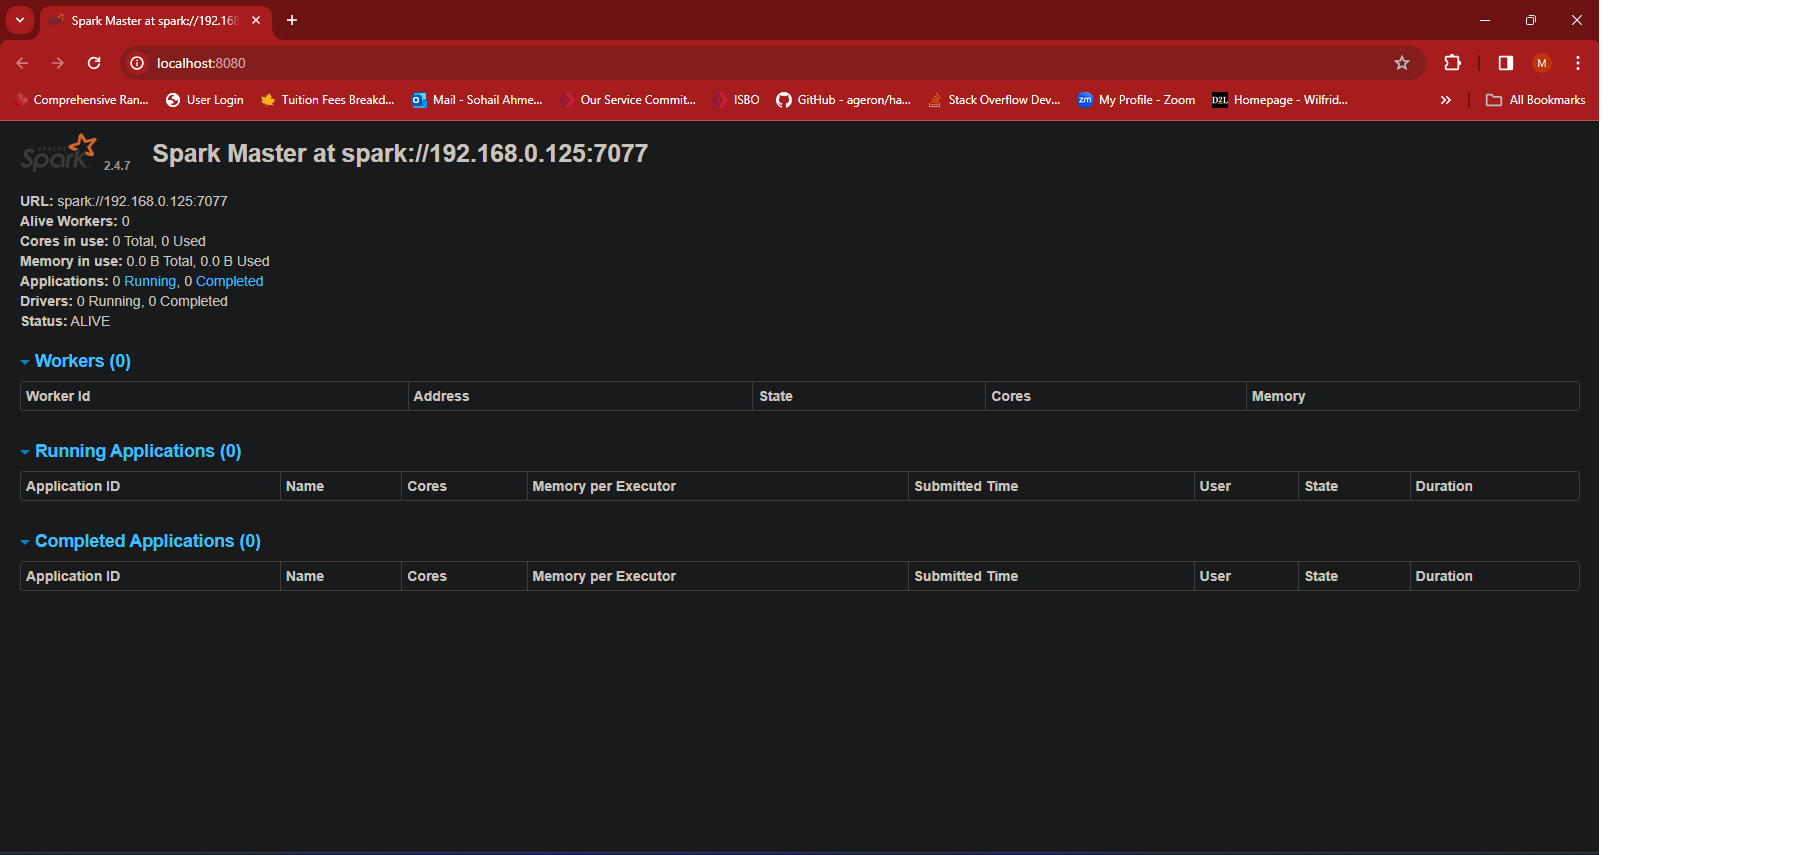 Spark Master at spark://192.168
localhost:8080
Comprehensive Ran... User Login Tuition Fees Breakd... Mail - Sohail Ahme... Our Service Commit... ISBO GitHub - ageron/ha... Stack Overflow Dev... zm My Profile - Zoom D2L Homepage - Wilfrid... » All Bookmarks
M
APACHE Spark 2.4.7 Spark Master at spark://192.168.0.125:7077
URL: spark://192.168.0.125:7077
Alive Workers: 0
Cores in use: 0 Total, 0 Used
Memory in use: 0.0 B Total, 0.0 B Used
Applications: 0 Running, 0 Completed
Drivers: 0 Running, 0 Completed
Status: ALIVE
Workers (0)
Worker Id Address State Cores Memory
Running Applications (0)
Application ID Name Cores Memory per Executor Submitted Time User State Duration
Completed Applications (0)
Application ID Name Cores Memory per Executor Submitted Time User State Duration